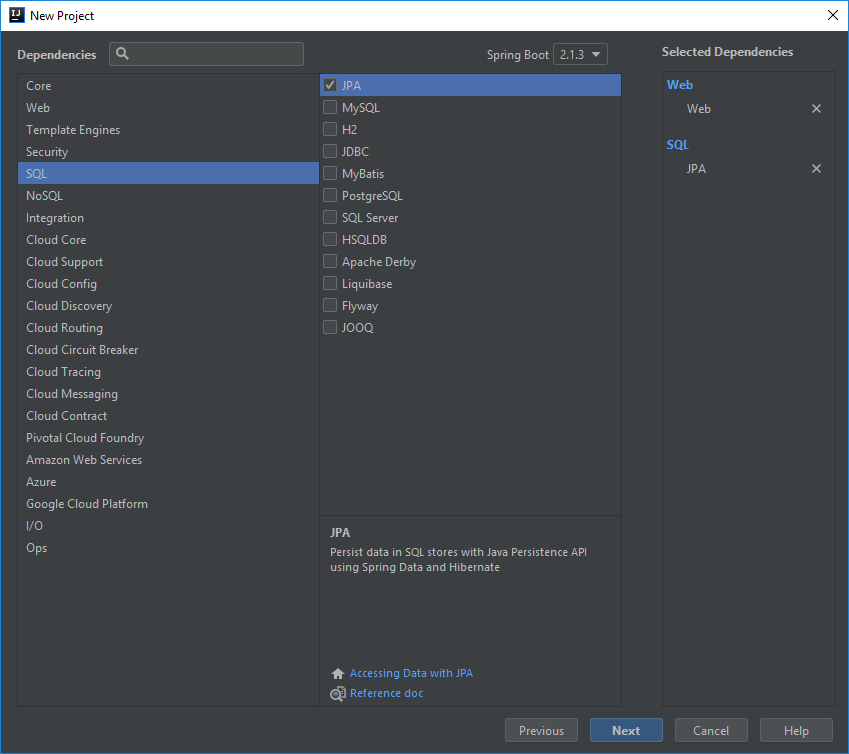 New Project
Dependencies
Spring Boot 2.1.3
Selected Dependencies
Core
Web
Template Engines
Security
SQL
NoSQL
Integration
Cloud Core
Cloud Support
Cloud Config
Cloud Discovery
Cloud Routing
Cloud Circuit Breaker
Cloud Tracing
Cloud Messaging
Cloud Contract
Pivotal Cloud Foundry
Amazon Web Services
Azure
Google Cloud Platform
I/O
Ops
JPA
MySQL
H2
JDBC
MyBatis
PostgreSQL
SQL Server
HSQLDB
Apache Derby
Liquibase
Flyway
JOOQ
JPA
Persist data in SQL stores with Java Persistence API
using Spring Data and Hibernate
Accessing Data with JPA
Reference doc
Web
Web
SQL
JPA
Previous
Next
Cancel
Help